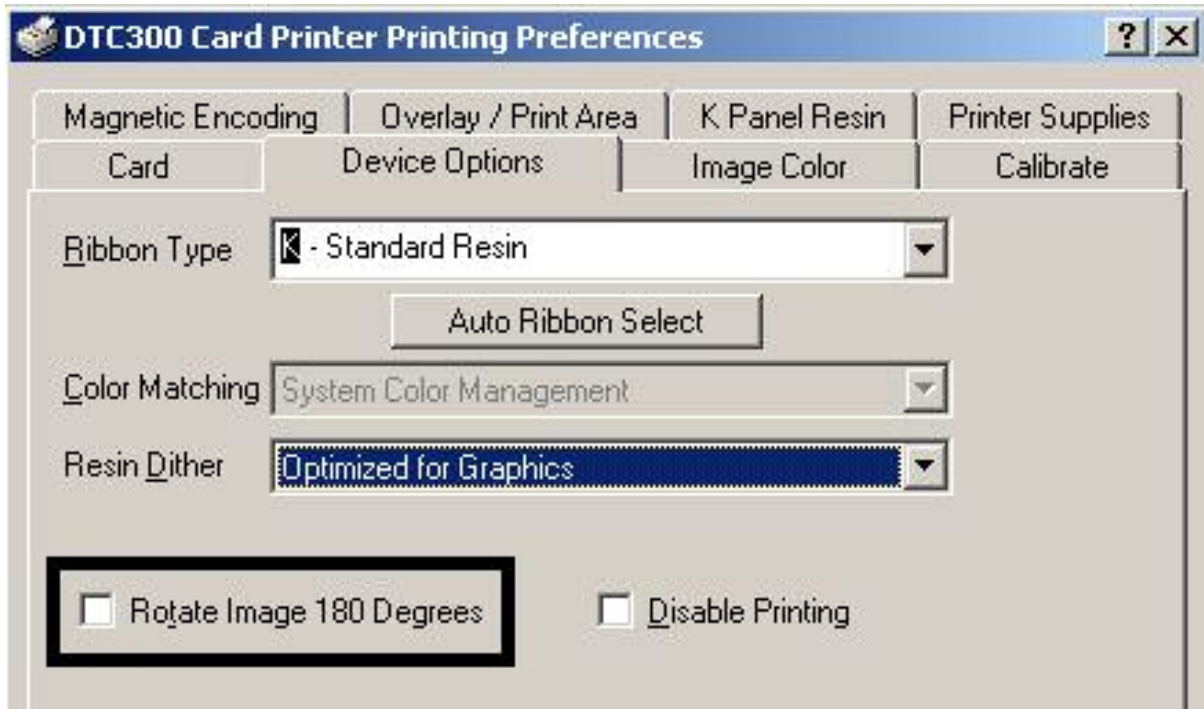 DTC300 Card Printer Printing Preferences
Magnetic Encoding Overlay / Print Area K Panel Resin Printer Supplies
Card Device Options Image Color Calibrate
Ribbon Type K - Standard Resin
Auto Ribbon Select
Color Matching System Color Management
Resin Dither Optimized for Graphics
Rotate Image 180 Degrees Disable Printing